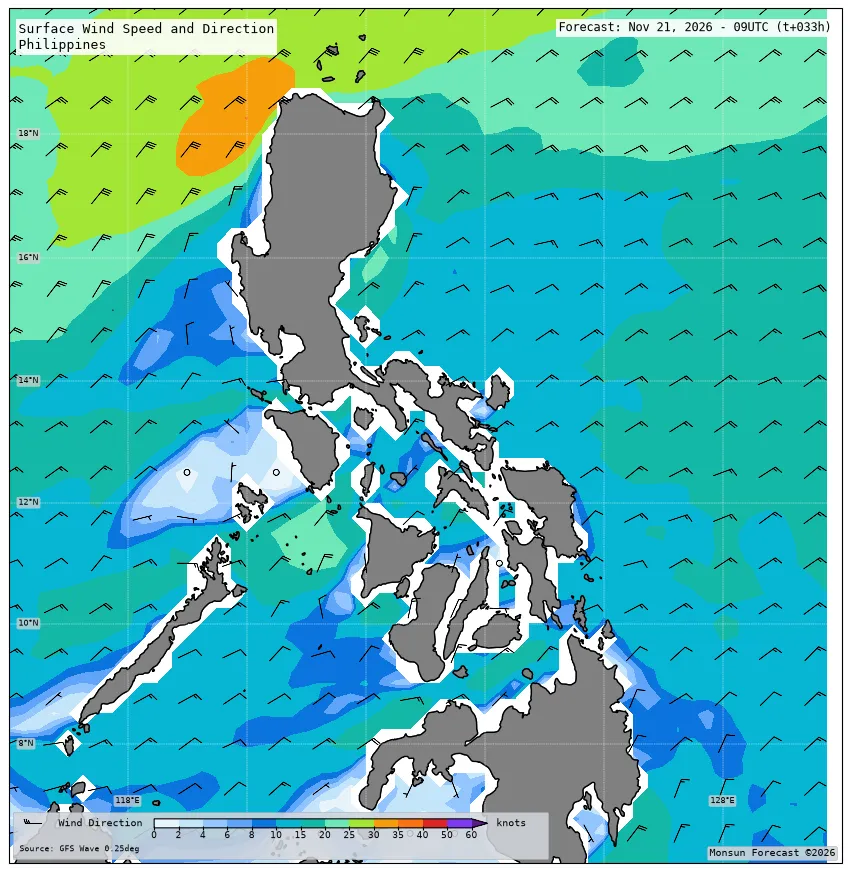 Surface Wind Speed and Direction
Philippines
Forecast: Nov 21, 2026 - 09UTC (t+033h)
18°N
16°N
14°N
12°N
10°N
8°N
118°E
128°E
Wind Direction
0 2 4 6 8 10 15 20 25 30 35 40 45 50 60
knots
Source: GFS Wave 0.25deg
Monsun Forecast ©2026